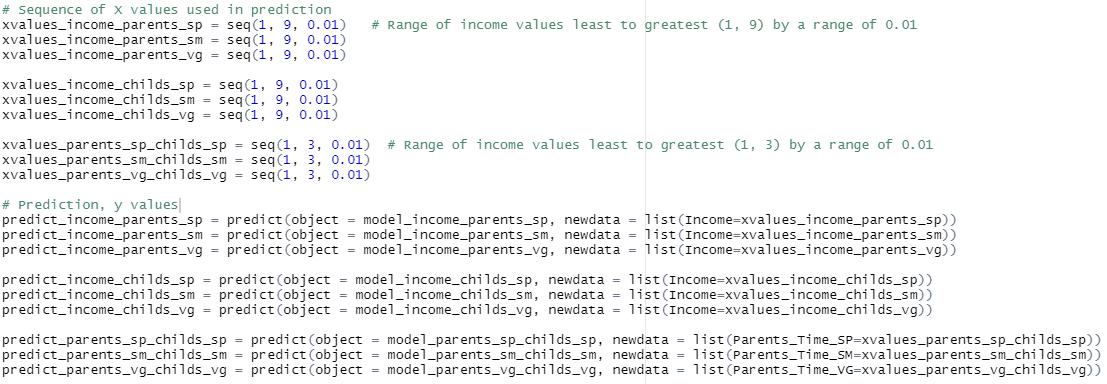 # Sequence of X values used in prediction
xvalues_income_parents_sp = seq(1, 9, 0.01)   # Range of income values least to greatest (1, 9) by a range of 0.01
xvalues_income_parents_sm = seq(1, 9, 0.01)
xvalues_income_parents_vg = seq(1, 9, 0.01)

xvalues_income_childs_sp = seq(1, 9, 0.01)
xvalues_income_childs_sm = seq(1, 9, 0.01)
xvalues_income_childs_vg = seq(1, 9, 0.01)

xvalues_parents_sp_childs_sp = seq(1, 3, 0.01)  # Range of income values least to greatest (1, 3) by a range of 0.01
xvalues_parents_sm_childs_sm = seq(1, 3, 0.01)
xvalues_parents_vg_childs_vg = seq(1, 3, 0.01)

# Prediction, y values
predict_income_parents_sp = predict(object = model_income_parents_sp, newdata = list(Income=xvalues_income_parents_sp))
predict_income_parents_sm = predict(object = model_income_parents_sm, newdata = list(Income=xvalues_income_parents_sm))
predict_income_parents_vg = predict(object = model_income_parents_vg, newdata = list(Income=xvalues_income_parents_vg))

predict_income_childs_sp = predict(object = model_income_childs_sp, newdata = list(Income=xvalues_income_childs_sp))
predict_income_childs_sm = predict(object = model_income_childs_sm, newdata = list(Income=xvalues_income_childs_sm))
predict_income_childs_vg = predict(object = model_income_childs_vg, newdata = list(Income=xvalues_income_childs_vg))

predict_parents_sp_childs_sp = predict(object = model_parents_sp_childs_sp, newdata = list(Parents_Time_SP=xvalues_parents_sp_childs_sp))
predict_parents_sm_childs_sm = predict(object = model_parents_sm_childs_sm, newdata = list(Parents_Time_SM=xvalues_parents_sm_childs_sm))
predict_parents_vg_childs_vg = predict(object = model_parents_vg_childs_vg, newdata = list(Parents_Time_VG=xvalues_parents_vg_childs_vg))